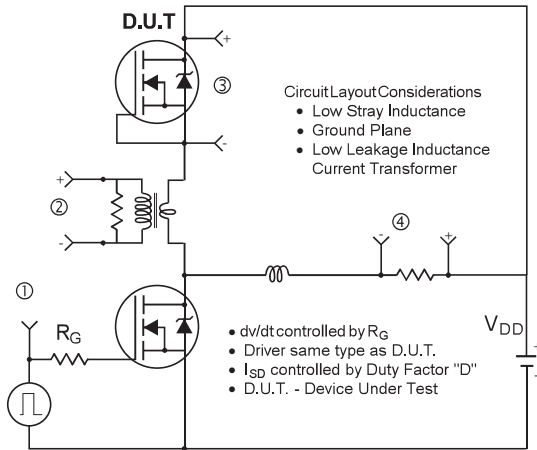 D.U.T
+
③
-
Circuit Layout Considerations
• Low Stray Inductance
• Ground Plane
• Low Leakage Inductance
Current Transformer
+
②
-
④
-
+
①
RG
VDD
+
-
• dv/dt controlled by RG
• Driver same type as D.U.T.
• ISD controlled by Duty Factor "D"
• D.U.T. - Device Under Test